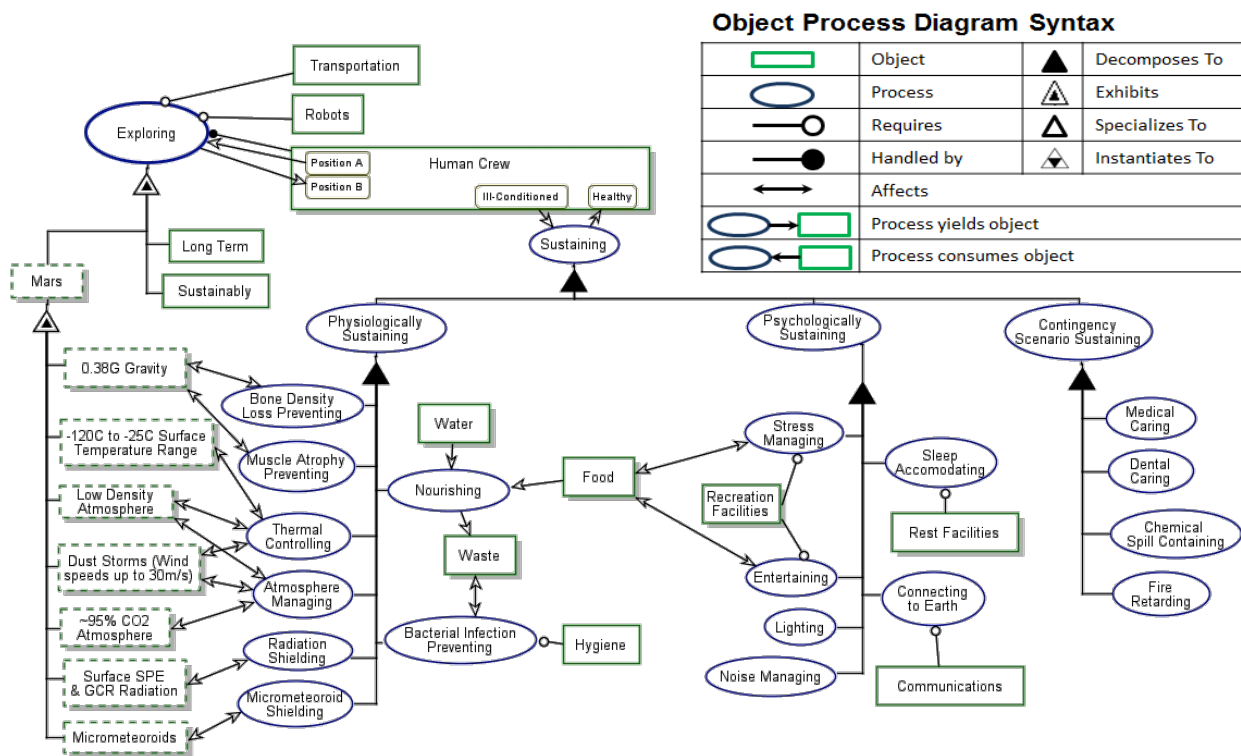 Object Process Diagram Syntax
Object
Decomposes To
Process
Exhibits
Requires
Specializes To
Handled by
Instantiates To
Affects
Process yields object
Process consumes object
Transportation
Robots
Exploring
Human Crew
Position A
Position B
Ill-Conditioned
Healthy
Sustaining
Long Term
Sustainably
Mars
Physiologically
Sustaining
Psychologically
Sustaining
Contingency
Scenario Sustaining
0.38G Gravity
-120C to -25C Surface
Temperature Range
Low Density
Atmosphere
Dust Storms (Wind
speeds up to 30m/s)
~95% CO2
Atmosphere
Surface SPE
& GCR Radiation
Micrometeoroids
Bone Density
Loss Preventing
Muscle Atrophy
Preventing
Thermal
Controlling
Atmosphere
Managing
Radiation
Shielding
Micrometeoroid
Shielding
Water
Nourishing
Waste
Bacterial Infection
Preventing
Food
Hygiene
Stress
Managing
Recreation
Facilities
Entertaining
Lighting
Noise Managing
Sleep
Accomodating
Rest Facilities
Connecting
to Earth
Communications
Medical
Caring
Dental
Caring
Chemical
Spill Containing
Fire
Retarding